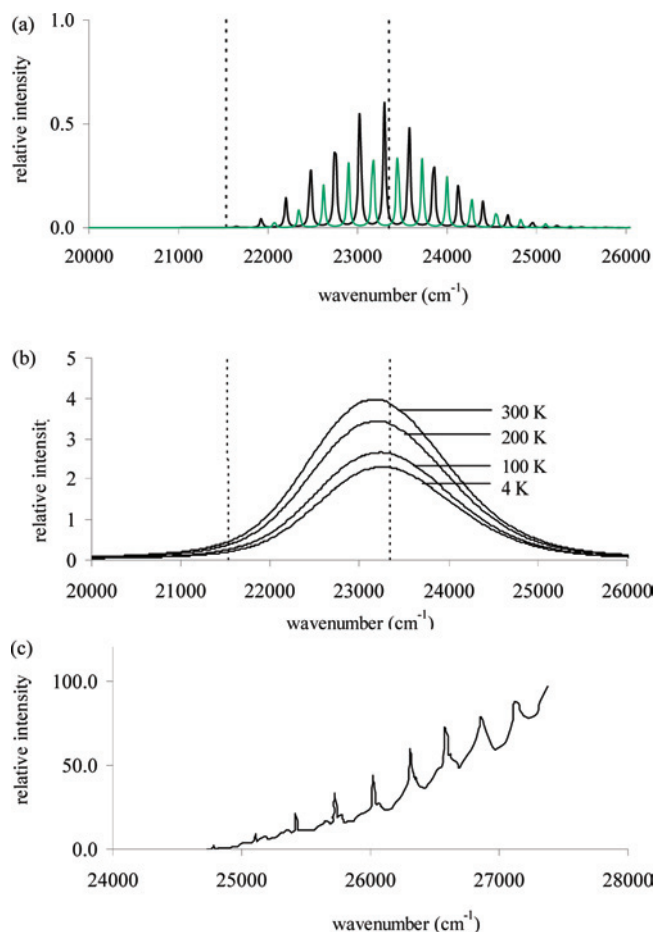 (a)
relative intensity
1.0
0.5
0.0
20000 21000 22000 23000 24000 25000 26000
wavenumber (cm-1)
(b)
relative intensit
5
4
3
2
1
0
300 K
200 K
100 K
4 K
20000 21000 22000 23000 24000 25000 26000
wavenumber (cm-1)
(c)
relative intensity
100.0
50.0
0.0
24000 25000 26000 27000 28000
wavenumber (cm-1)